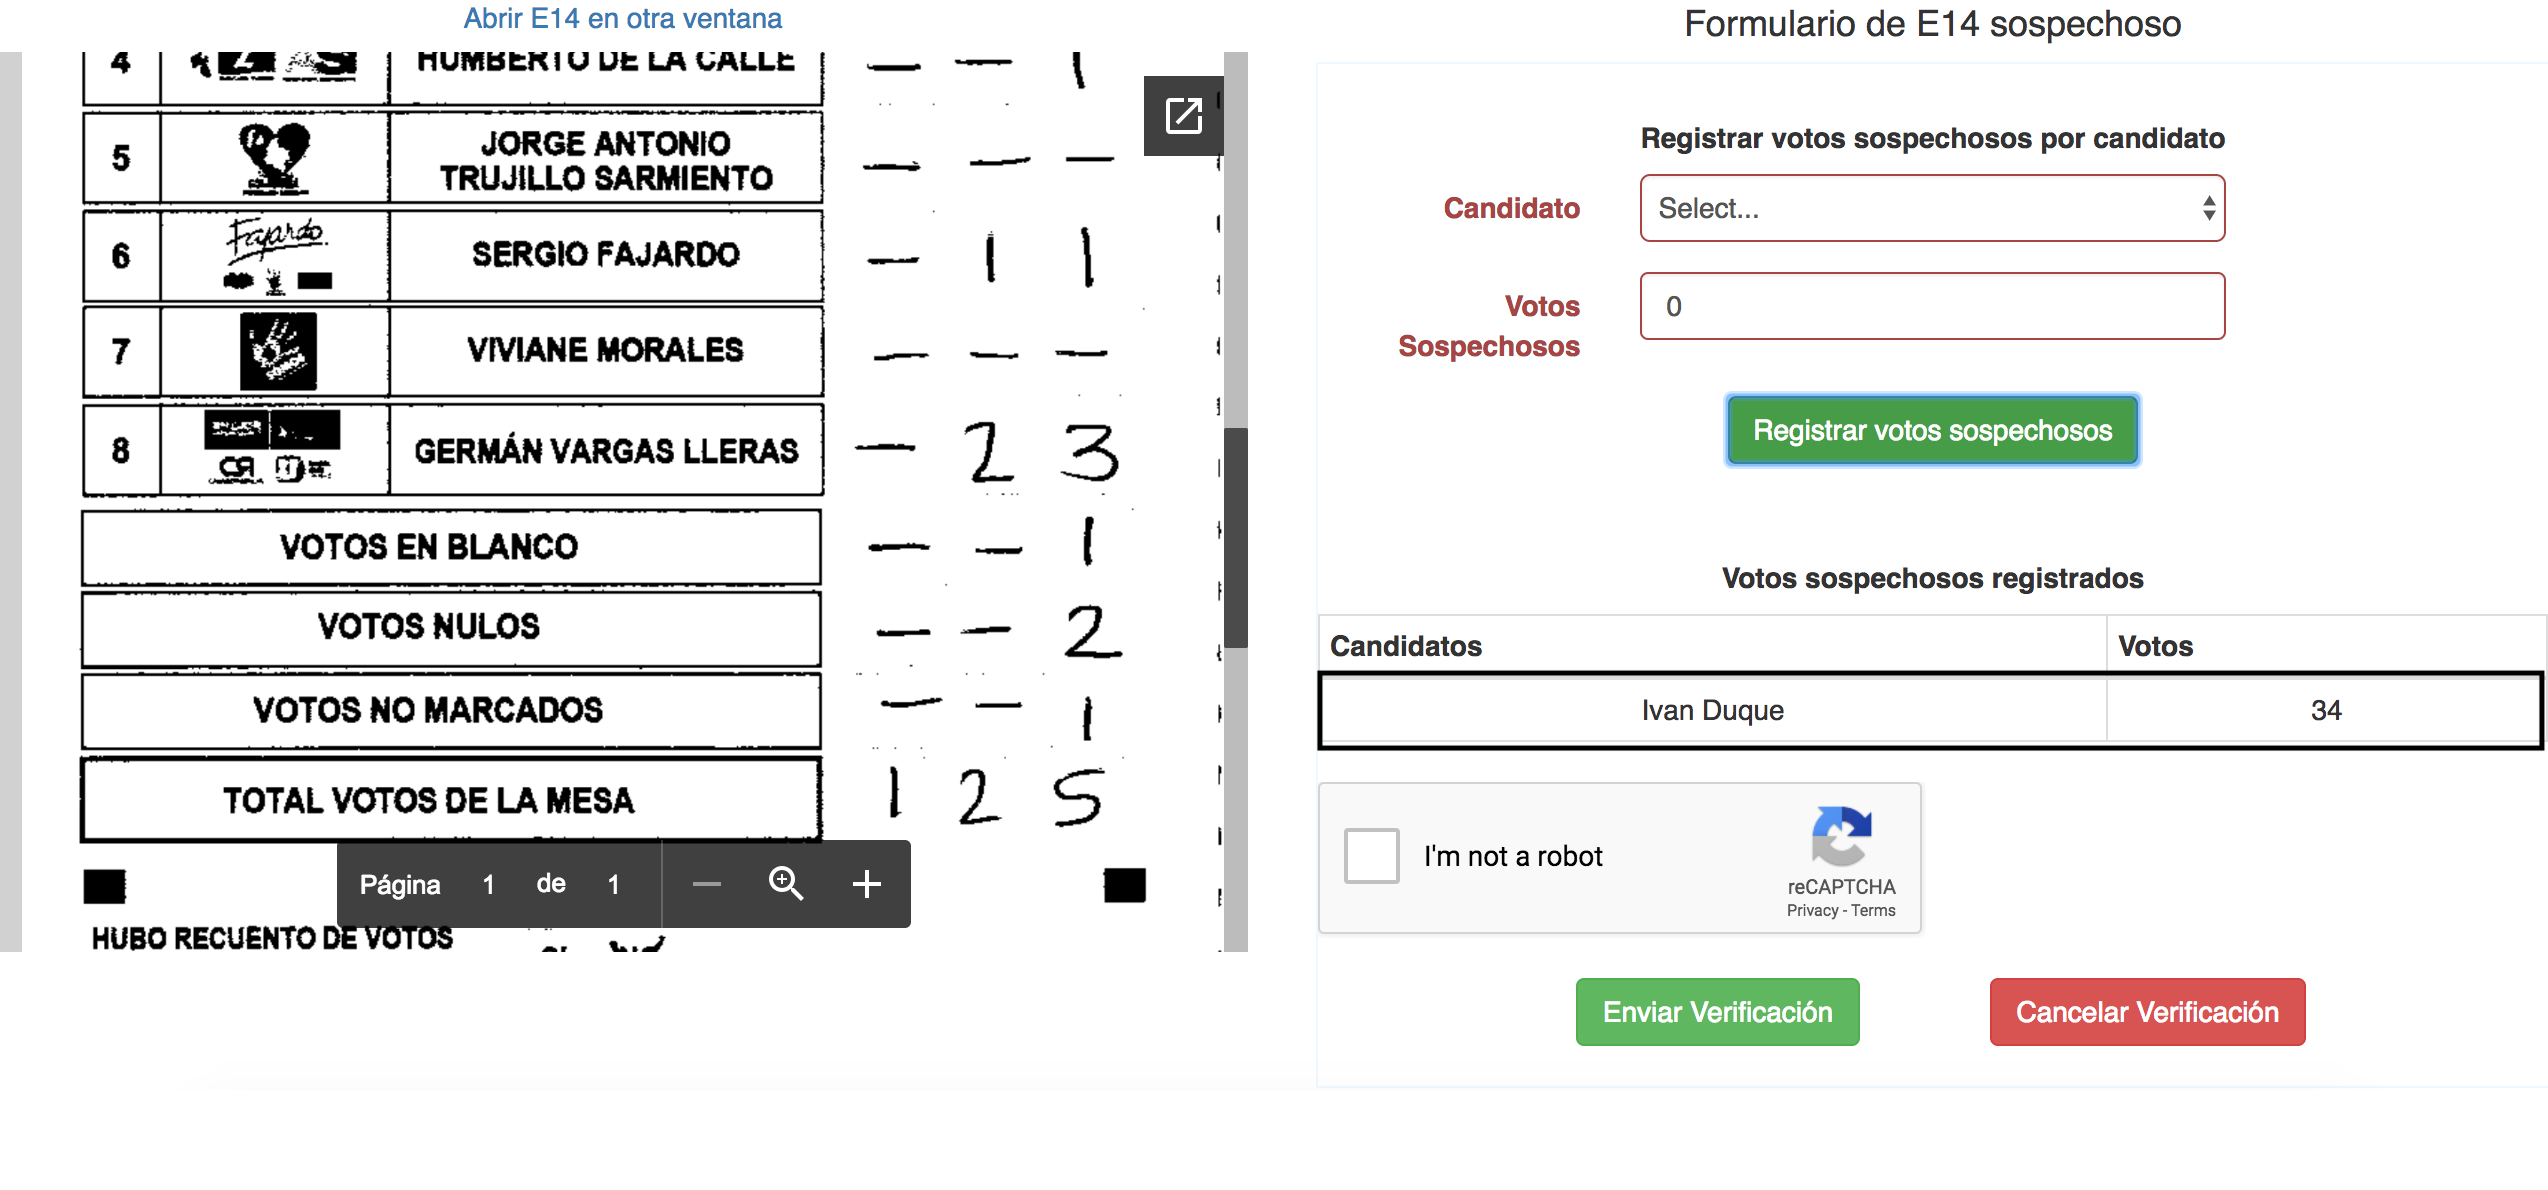 Abrir E14 en otra ventana
4 HUMBERTO DE LA CALLE — — 1
5 JORGE ANTONIO
TRUJILLO SARMIENTO — — —
6 Fajardo SERGIO FAJARDO — 1 1
7 VIVIANE MORALES — — —
8 GERMÁN VARGAS LLERAS — 2 3
VOTOS EN BLANCO — — 1
VOTOS NULOS — — 2
VOTOS NO MARCADOS — — 1
TOTAL VOTOS DE LA MESA 1 2 5
Página 1 de 1
HUBO RECUENTO DE VOTOS
Formulario de E14 sospechoso
Registrar votos sospechosos por candidato
Candidato Select...
Votos
Sospechosos 0
Registrar votos sospechosos
Votos sospechosos registrados
Candidatos Votos
Ivan Duque 34
I'm not a robot
reCAPTCHA
Privacy - Terms
Enviar Verificación Cancelar Verificación